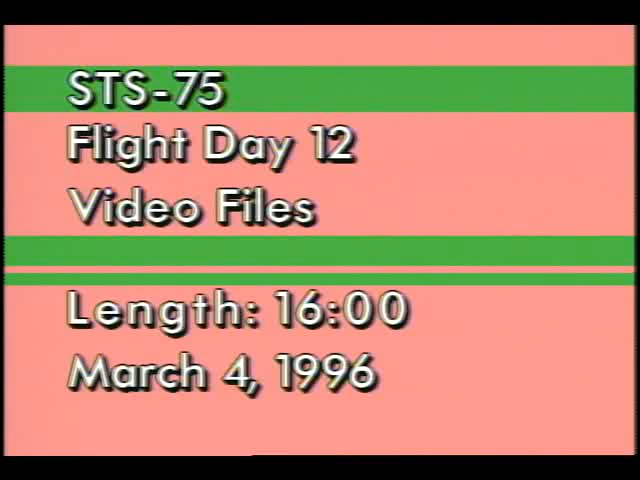 STS-75
Flight Day 12
Video Files
Length: 16:00
March 4, 1996